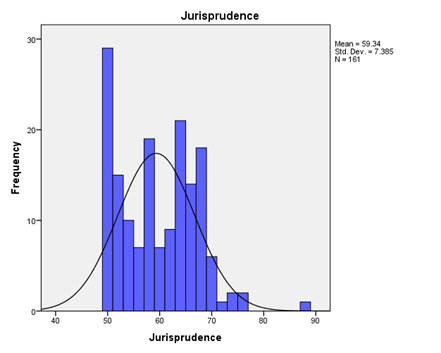 Jurisprudence
Mean = 59.34
Std. Dev. = 7.385
N = 161
30
20
10
0
Frequency
40 50 60 70 80 90
Jurisprudence